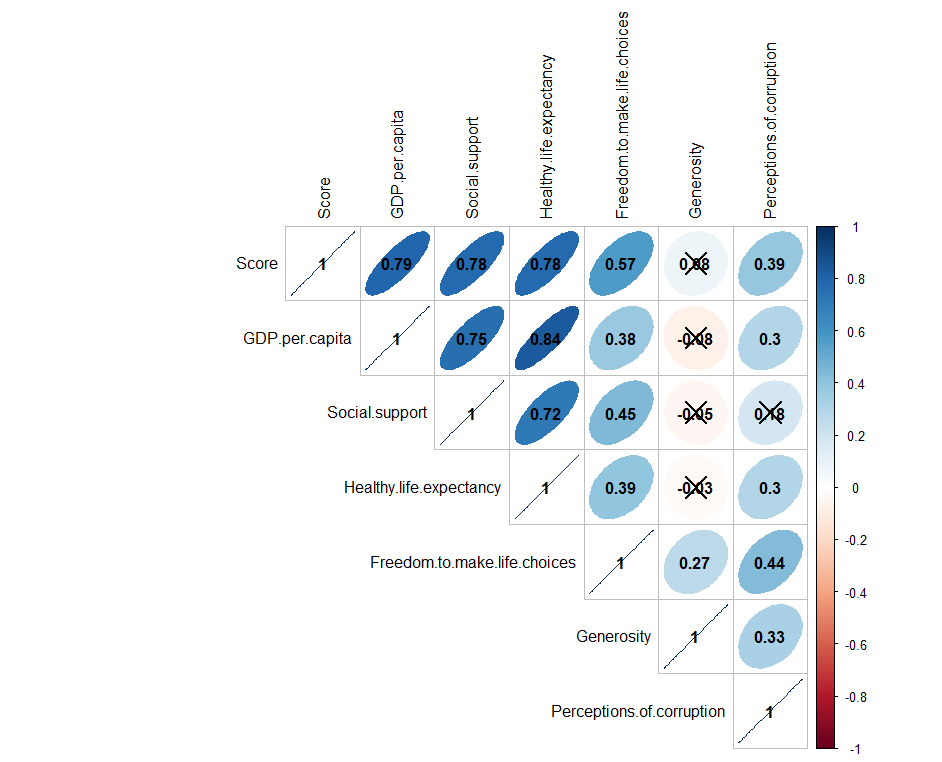 Score
GDP.per.capita
Social.support
Healthy.life.expectancy
Freedom.to.make.life.choices
Generosity
Perceptions.of.corruption
Score 1 0.79 0.78 0.78 0.57 0.08 0.39
GDP.per.capita 1 0.75 0.84 0.38 -0.08 0.3
Social.support 1 0.72 0.45 -0.05 0.18
Healthy.life.expectancy 1 0.39 -0.03 0.3
Freedom.to.make.life.choices 1 0.27 0.44
Generosity 1 0.33
Perceptions.of.corruption 1
1
0.8
0.6
0.4
0.2
0
-0.2
-0.4
-0.6
-0.8
-1